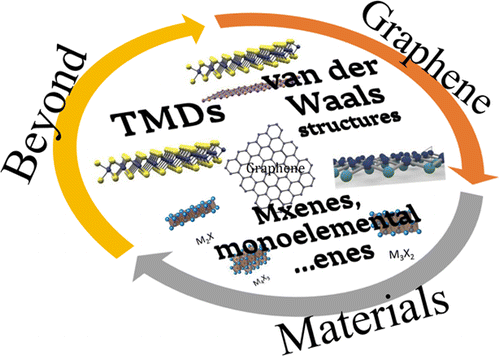 Beyond
Graphene
Materials
TMDs
van der
Waals
structures
Graphene
Mxenes,
monoelemental
...enes
M₂X
M₄X₃
M₃X₂